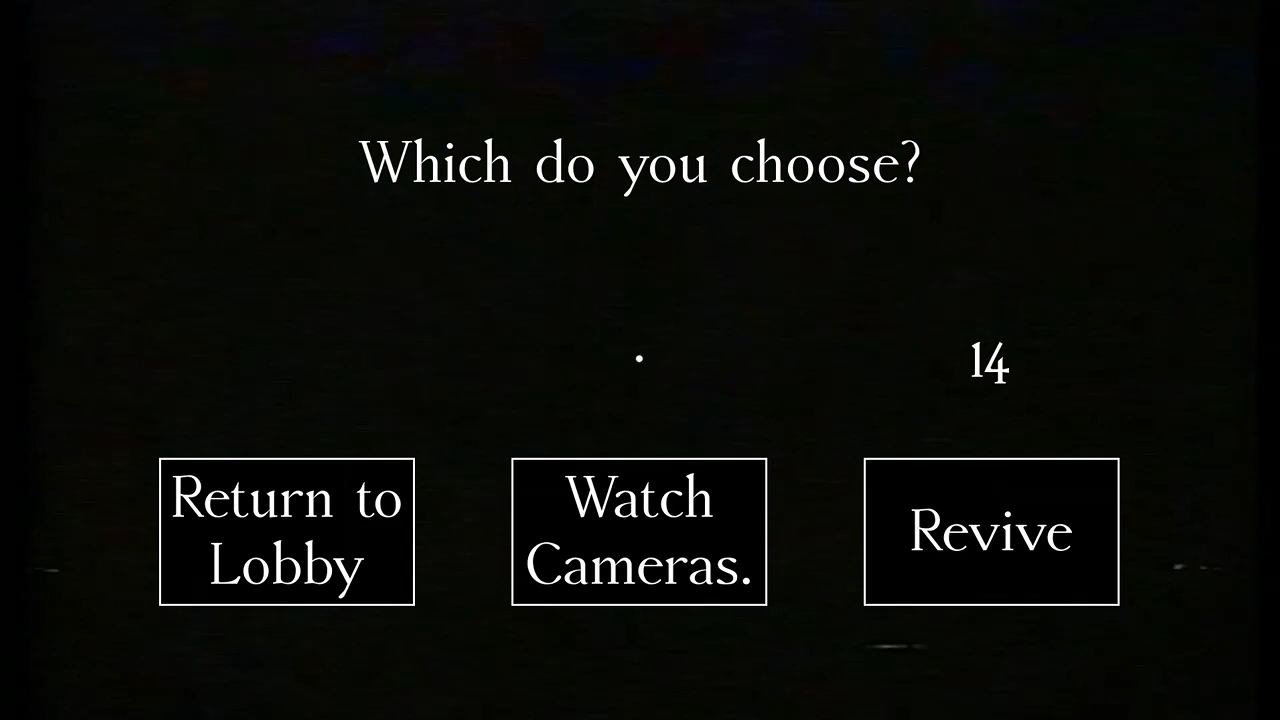 Which do you choose?
14
Return to
Lobby
Watch
Cameras.
Revive